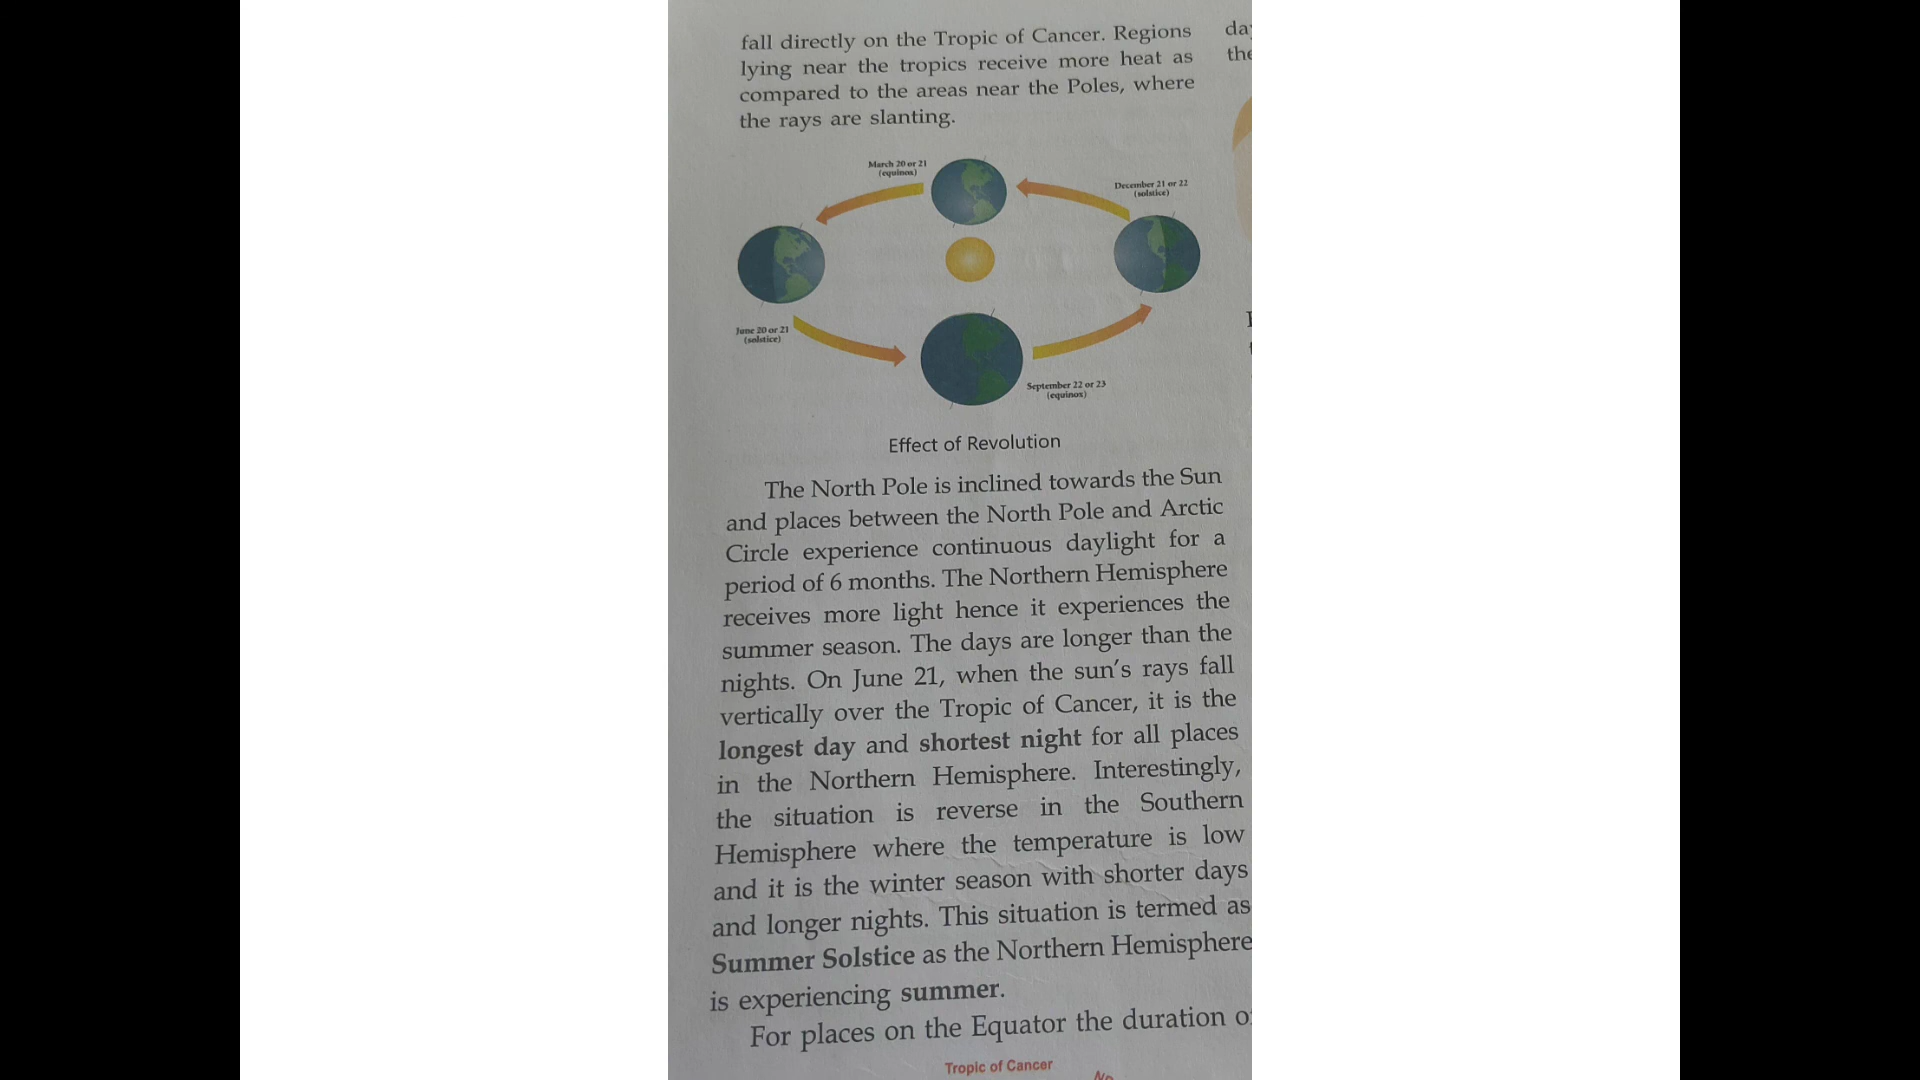 fall directly on the Tropic of Cancer. Regions
lying near the tropics receive more heat as
compared to the areas near the Poles, where
the rays are slanting.
March 20 or 21
(equinox)
December 21 or 22
(solstice)
June 20 or 21
(solstice)
September 22 or 23
(equinox)
Effect of Revolution
The North Pole is inclined towards the Sun
and places between the North Pole and Arctic
Circle experience continuous daylight for a
period of 6 months. The Northern Hemisphere
receives more light hence it experiences the
summer season. The days are longer than the
nights. On June 21, when the sun's rays fall
vertically over the Tropic of Cancer, it is the
longest day and shortest night for all places
in the Northern Hemisphere. Interestingly,
the situation is reverse in the Southern
Hemisphere where the temperature is low
and it is the winter season with shorter days
and longer nights. This situation is termed as
Summer Solstice as the Northern Hemisphere
is experiencing summer.
For places on the Equator the duration
Tropic of Cancer